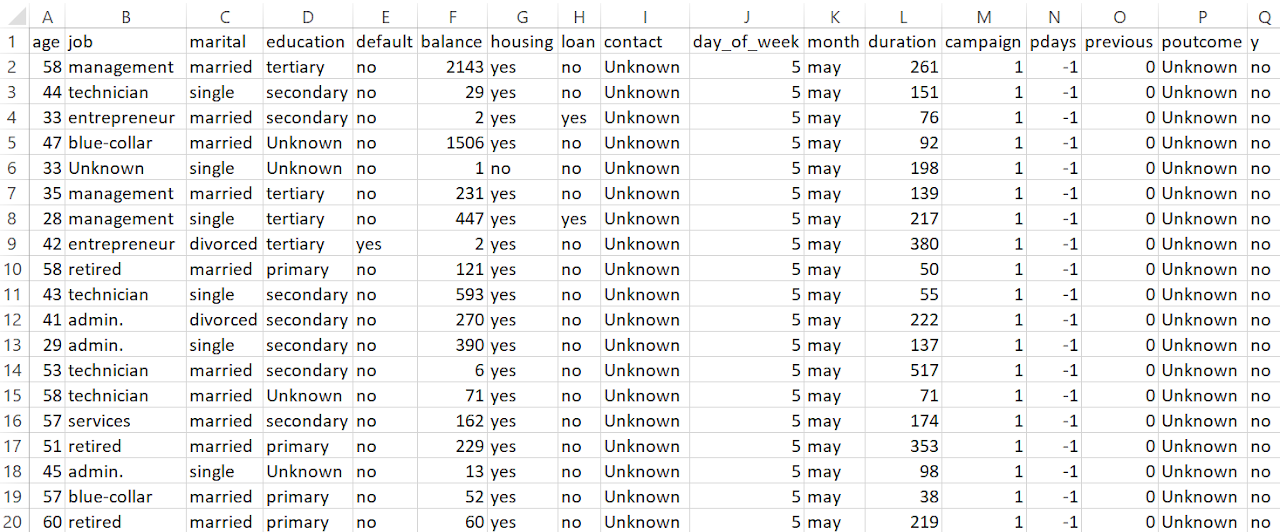 A B C D E F G H I J K L M N O P Q
1 age job marital education default balance housing loan contact day_of_week month duration campaign pdays previous poutcome y
2 58 management married tertiary no 2143 yes no Unknown 5 may 261 1 -1 0 Unknown no
3 44 technician single secondary no 29 yes no Unknown 5 may 151 1 -1 0 Unknown no
4 33 entrepreneur married secondary no 2 yes yes Unknown 5 may 76 1 -1 0 Unknown no
5 47 blue-collar married Unknown no 1506 yes no Unknown 5 may 92 1 -1 0 Unknown no
6 33 Unknown single Unknown no 1 no no Unknown 5 may 198 1 -1 0 Unknown no
7 35 management married tertiary no 231 yes no Unknown 5 may 139 1 -1 0 Unknown no
8 28 management single tertiary no 447 yes yes Unknown 5 may 217 1 -1 0 Unknown no
9 42 entrepreneur divorced tertiary yes 2 yes no Unknown 5 may 380 1 -1 0 Unknown no
10 58 retired married primary no 121 yes no Unknown 5 may 50 1 -1 0 Unknown no
11 43 technician single secondary no 593 yes no Unknown 5 may 55 1 -1 0 Unknown no
12 41 admin. divorced secondary no 270 yes no Unknown 5 may 222 1 -1 0 Unknown no
13 29 admin. single secondary no 390 yes no Unknown 5 may 137 1 -1 0 Unknown no
14 53 technician married secondary no 6 yes no Unknown 5 may 517 1 -1 0 Unknown no
15 58 technician married Unknown no 71 yes no Unknown 5 may 71 1 -1 0 Unknown no
16 57 services married secondary no 162 yes no Unknown 5 may 174 1 -1 0 Unknown no
17 51 retired married primary no 229 yes no Unknown 5 may 353 1 -1 0 Unknown no
18 45 admin. single Unknown no 13 yes no Unknown 5 may 98 1 -1 0 Unknown no
19 57 blue-collar married primary no 52 yes no Unknown 5 may 38 1 -1 0 Unknown no
20 60 retired married primary no 60 yes no Unknown 5 may 219 1 -1 0 Unknown no